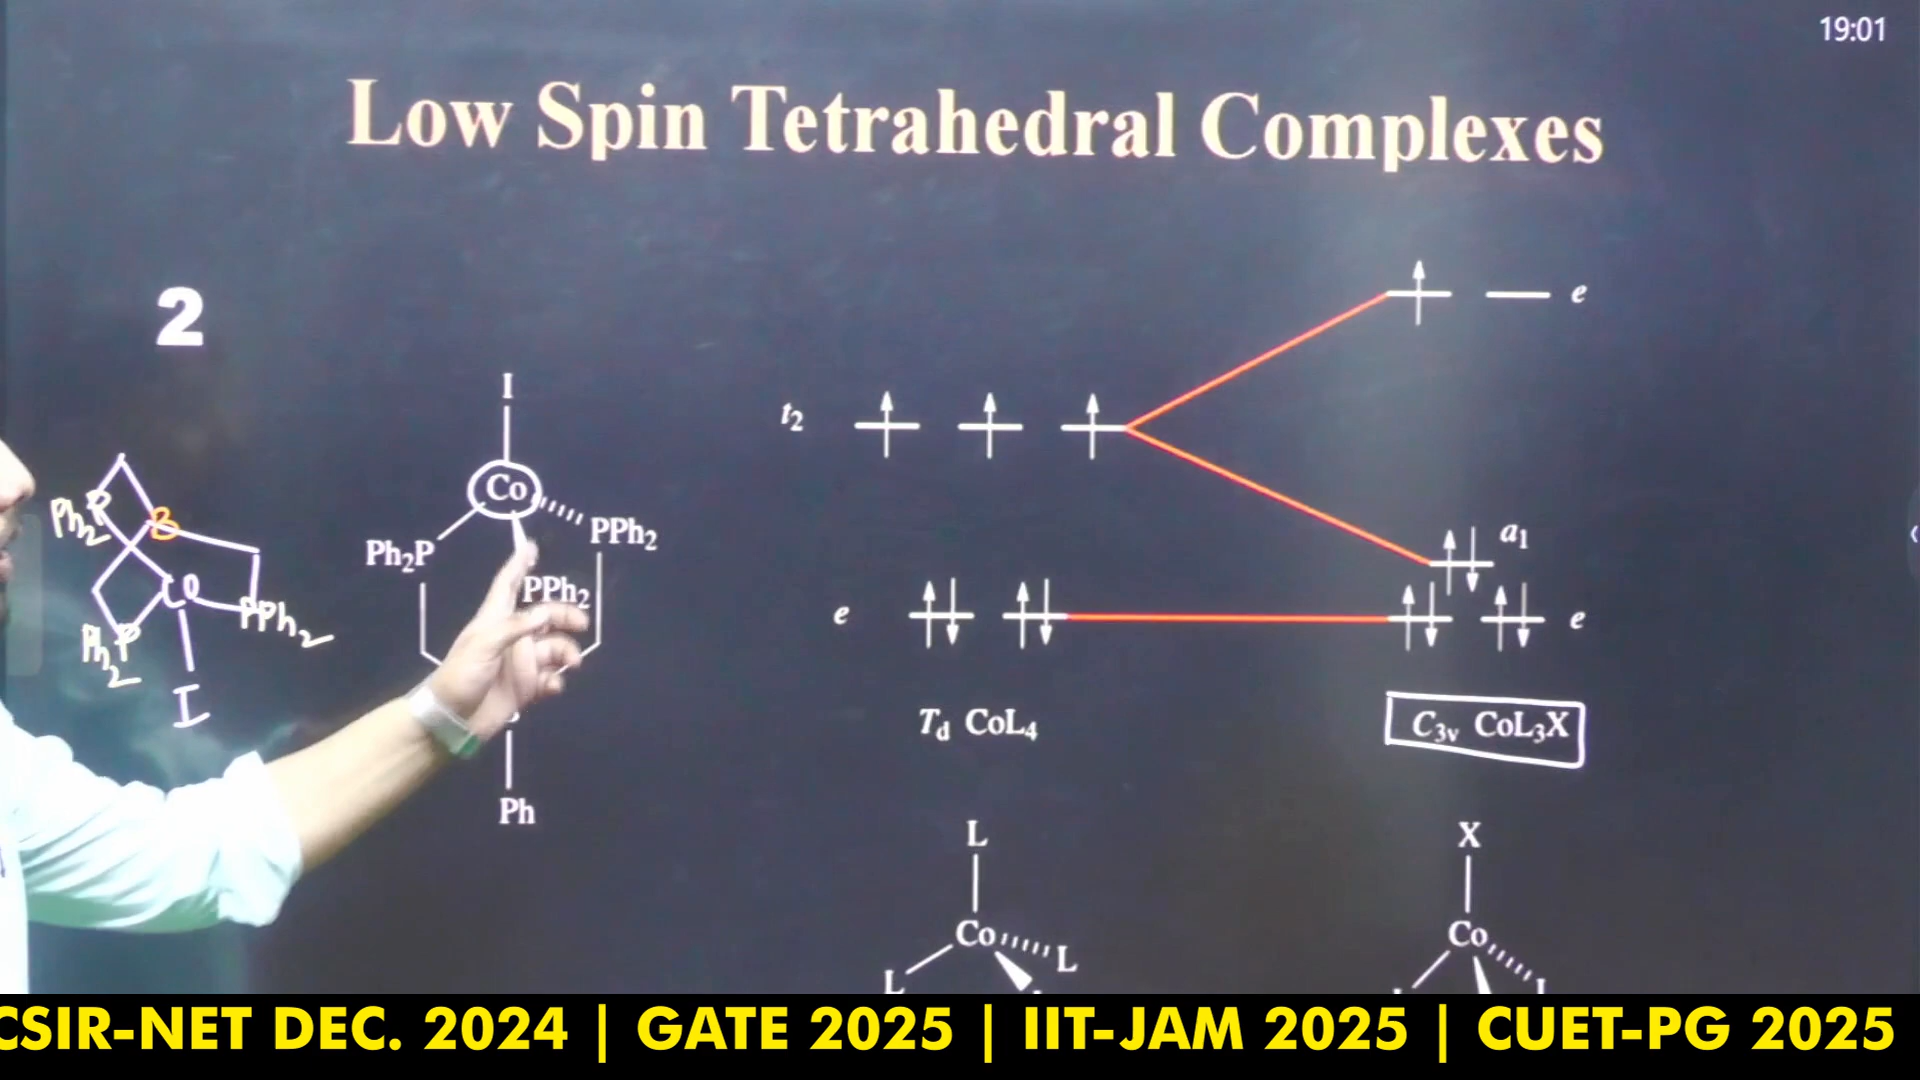 19:01
Low Spin Tetrahedral Complexes
2
e
I
t2
Co
Ph2P
PPh2
PPh2
a1
Ph2P
B
Co
PPh2
Ph2P
I
e
e
Td CoL4
C3v CoL3X
Ph
L
X
Co
L
L
Co
CSIR-NET DEC. 2024 | GATE 2025 | IIT-JAM 2025 | CUET-PG 2025